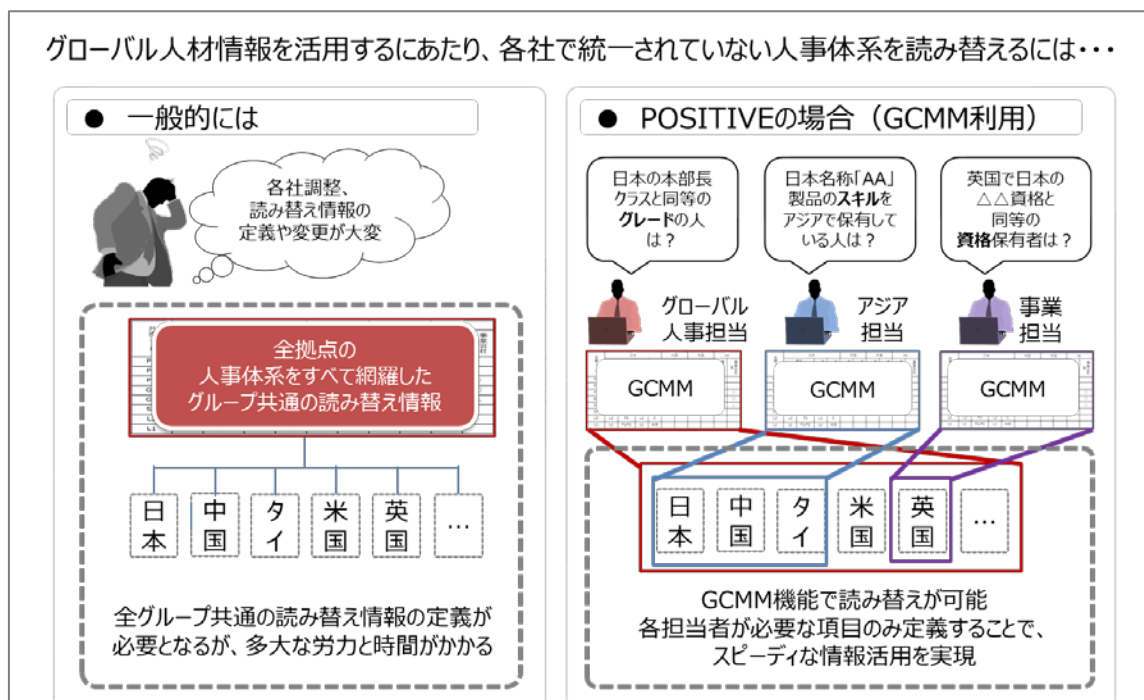 グローバル人材情報を活用するにあたり、各社で統一されていない人事体系を読み替えるには・・・
● 一般的には
各社調整、
読み替え情報の
定義や変更が大変
全拠点の
人事体系をすべて網羅した
グループ共通の読み替え情報
日本
中国
タイ
米国
英国
…
全グループ共通の読み替え情報の定義が
必要となるが、多大な労力と時間がかかる
● POSITIVEの場合（GCMM利用）
日本の本部長
クラスと同等の
グレードの人
は？
日本名称「AA」
製品のスキルを
アジアで保有して
いる人は？
英国で日本の
△△資格と
同等の
資格保有者は？
グローバル
人事担当
アジア
担当
事業
担当
GCMM
GCMM
GCMM
日本
中国
タイ
米国
英国
…
GCMM機能で読み替えが可能
各担当者が必要な項目のみ定義することで、
スピーディな情報活用を実現